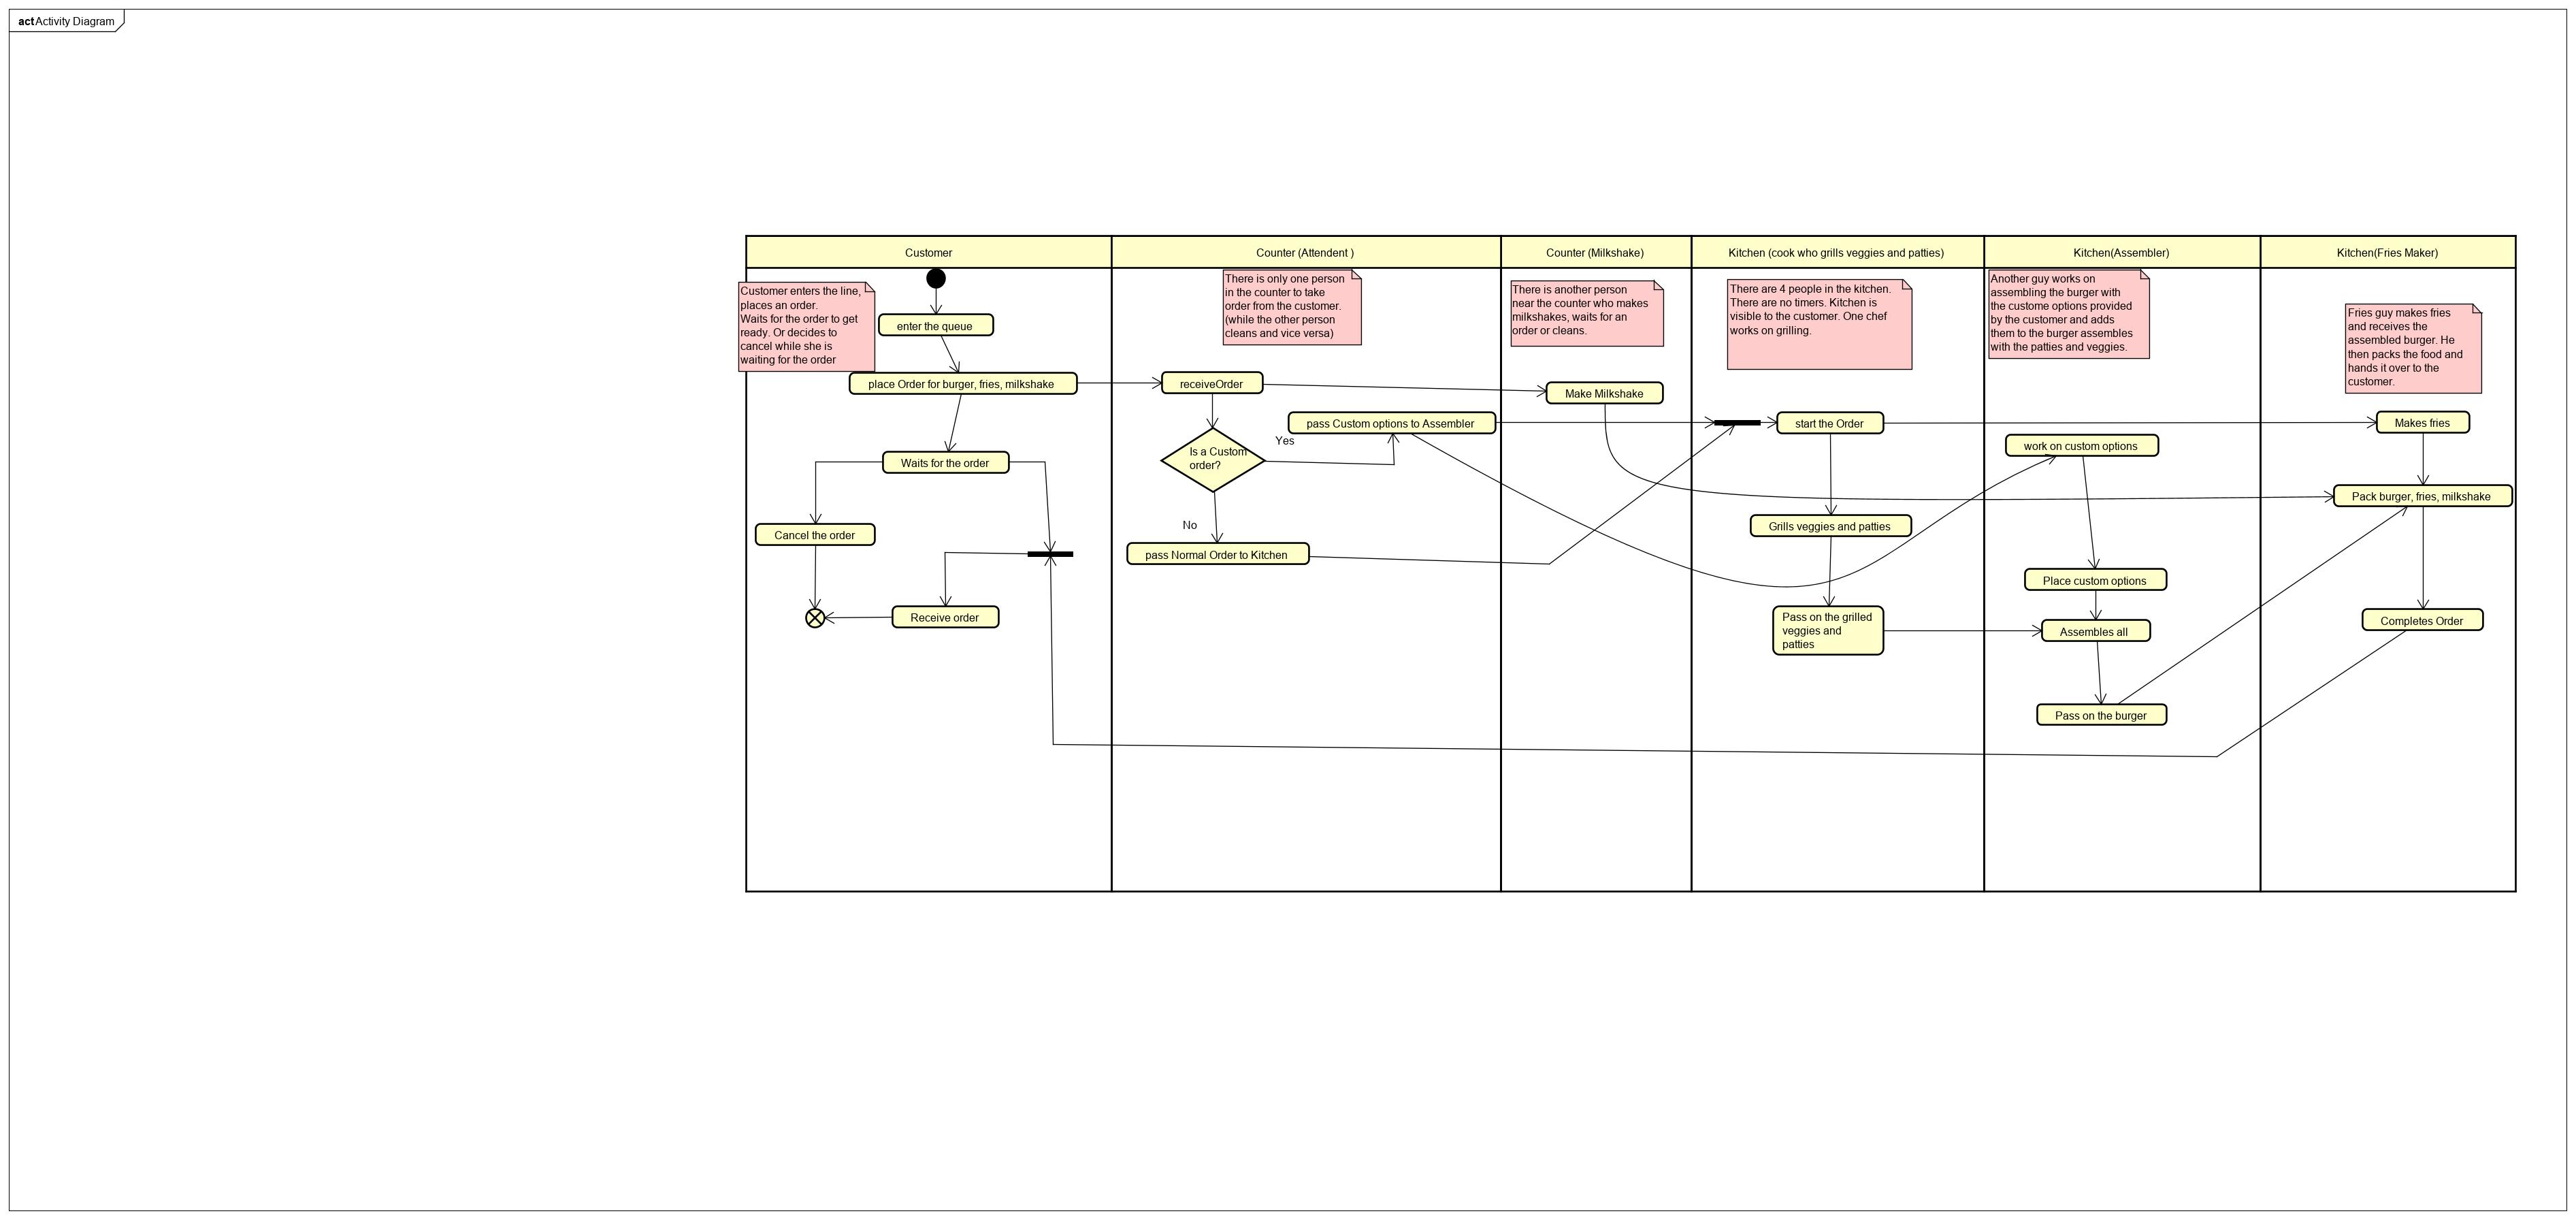 act Activity Diagram
Customer
Counter (Attendent )
Counter (Milkshake)
Kitchen (cook who grills veggies and patties)
Kitchen(Assembler)
Kitchen(Fries Maker)
Customer enters the line,
places an order.
Waits for the order to get
ready. Or decides to
cancel while she is
waiting for the order
There is only one person
in the counter to take
order from the customer.
(while the other person
cleans and vice versa)
There is another person
near the counter who makes
milkshakes, waits for an
order or cleans.
There are 4 people in the kitchen.
There are no timers. Kitchen is
visible to the customer. One chef
works on grilling.
Another guy works on
assembling the burger with
the custome options provided
by the customer and adds
them to the burger assembles
with the patties and veggies.
Fries guy makes fries
and receives the
assembled burger. He
then packs the food and
hands it over to the
customer.
enter the queue
place Order for burger, fries, milkshake
receiveOrder
Make Milkshake
pass Custom options to Assembler
start the Order
Makes fries
Yes
work on custom options
Waits for the order
Is a Custom
order?
Pack burger, fries, milkshake
No
Grills veggies and patties
Cancel the order
pass Normal Order to Kitchen
Place custom options
Receive order
Pass on the grilled
veggies and
patties
Assembles all
Completes Order
Pass on the burger